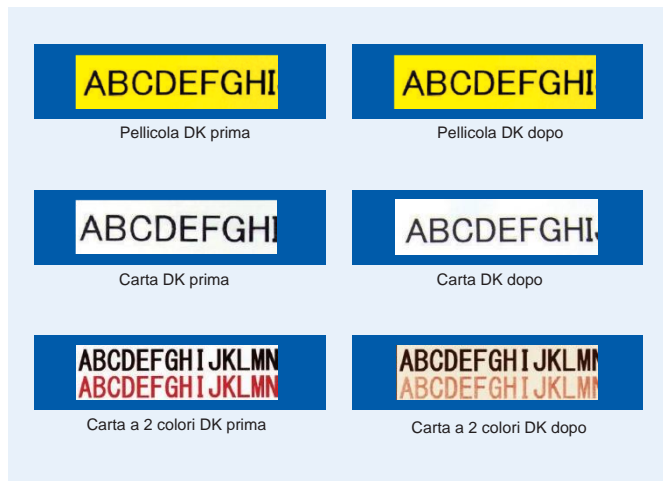 ABCDEFGHI
ABCDEFGHI
Pellicola DK prima
Pellicola DK dopo
ABCDEFGHI
ABCDEFGHIJ
Carta DK prima
Carta DK dopo
ABCDEFGHIJKLMN
ABCDEFGHIJKLMN
ABCDEFGHIJKLMN
ABCDEFGHIJKLMN
Carta a 2 colori DK prima
Carta a 2 colori DK dopo